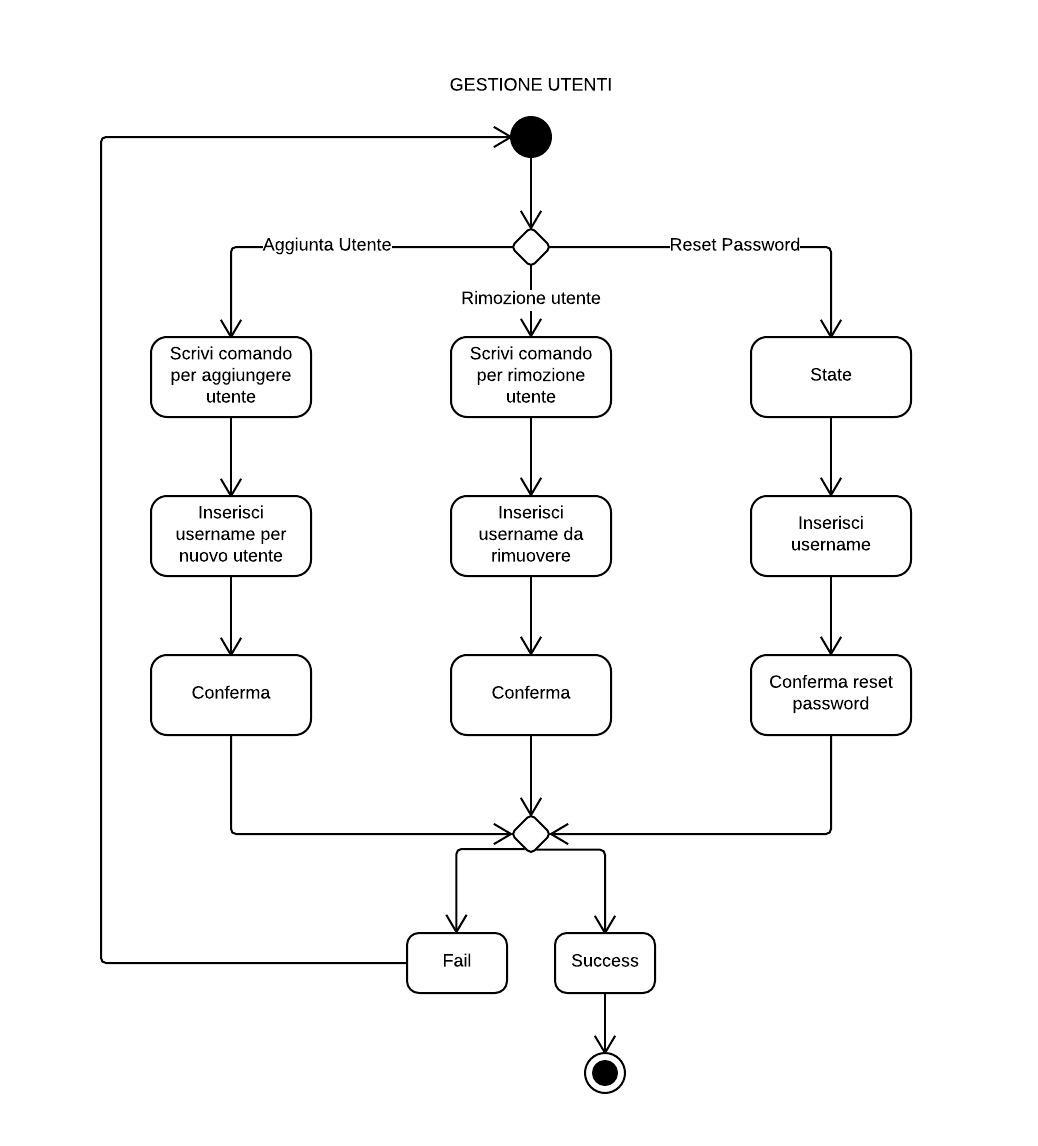 GESTIONE UTENTI
Aggiunta Utente
Reset Password
Rimozione utente
Scrivi comando
per aggiungere
utente
Scrivi comando
per rimozione
utente
State
Inserisci
username per
nuovo utente
Inserisci
username da
rimuovere
Inserisci
username
Conferma
Conferma
Conferma reset
password
Fail
Success